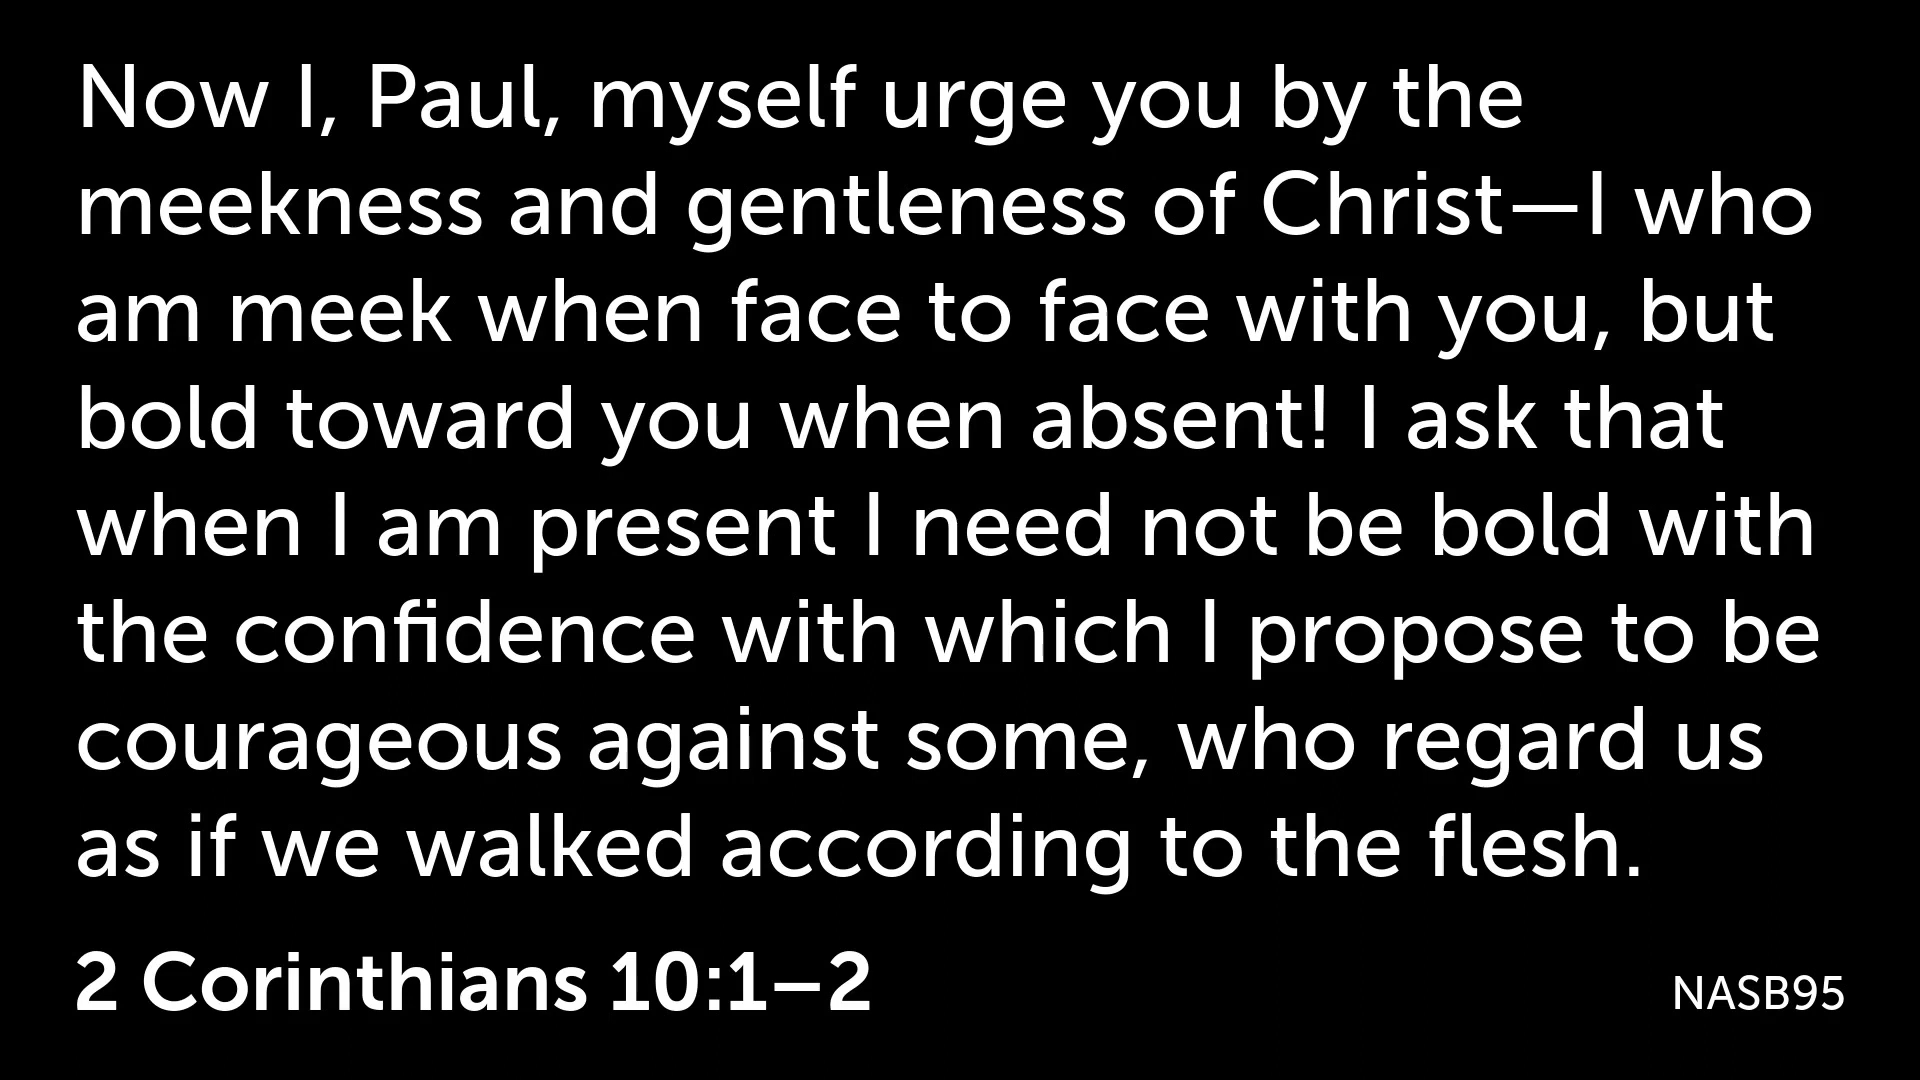 Now I, Paul, myself urge you by the
meekness and gentleness of Christ—I who
am meek when face to face with you, but
bold toward you when absent! I ask that
when I am present I need not be bold with
the confidence with which I propose to be
courageous against some, who regard us
as if we walked according to the flesh.
2 Corinthians 10:1–2
NASB95